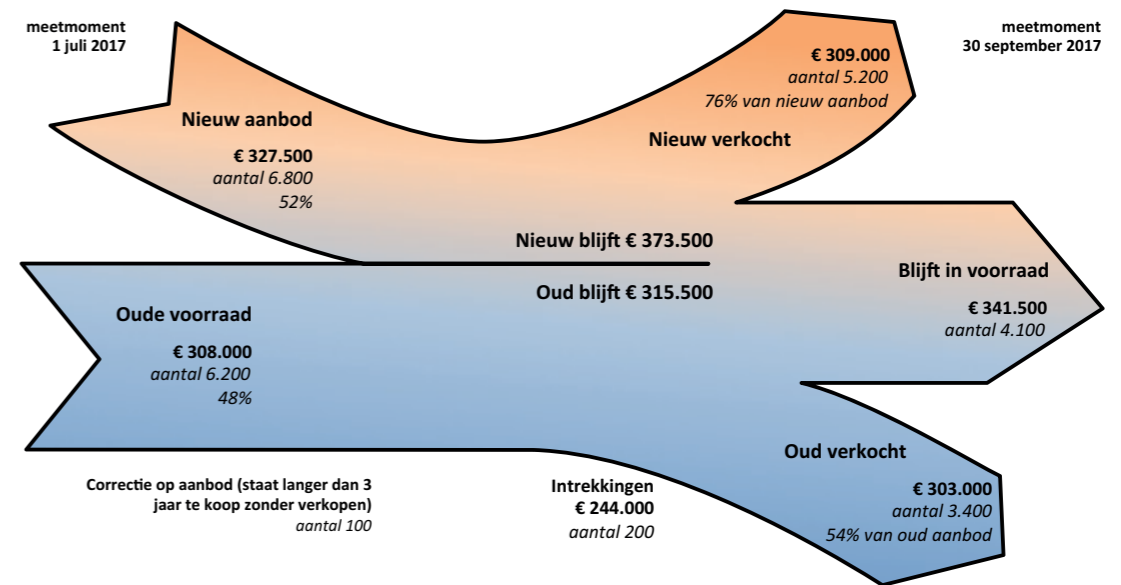 meetmoment
1 juli 2017
meetmoment
30 september 2017
€ 309.000
aantal 5.200
76% van nieuw aanbod
Nieuw verkocht
Nieuw aanbod
€ 327.500
aantal 6.800
52%
Nieuw blijft € 373.500
Oud blijft € 315.500
Blijft in voorraad
€ 341.500
aantal 4.100
Oude voorraad
€ 308.000
aantal 6.200
48%
Oud verkocht
€ 303.000
aantal 3.400
54% van oud aanbod
Correctie op aanbod (staat langer dan 3
jaar te koop zonder verkopen)
aantal 100
Intrekkingen
€ 244.000
aantal 200